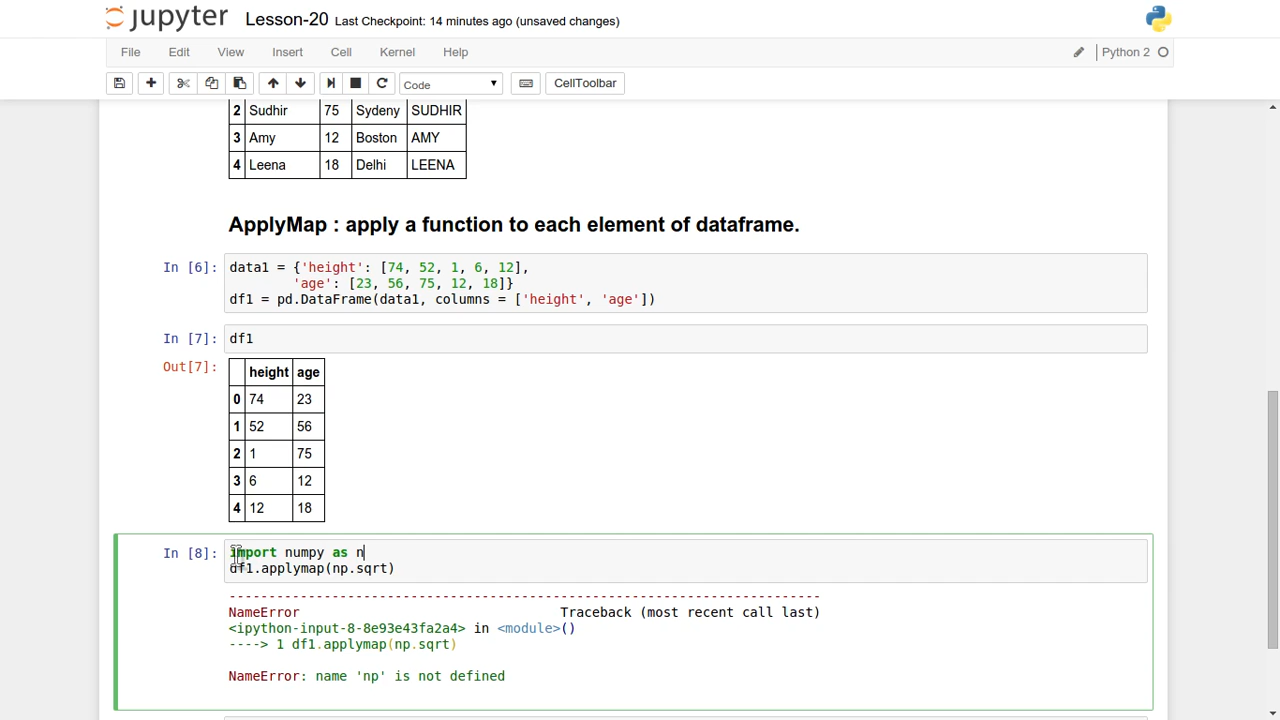 jupyter Lesson-20 Last Checkpoint: 14 minutes ago (unsaved changes)
File Edit View Insert Cell Kernel Help Python 2
Code CellToolbar
2 Sudhir 75 Sydeny SUDHIR
3 Amy 12 Boston AMY
4 Leena 18 Delhi LEENA
ApplyMap : apply a function to each element of dataframe.
In [6]: data1 = {'height': [74, 52, 1, 6, 12],
'age': [23, 56, 75, 12, 18]}
df1 = pd.DataFrame(data1, columns = ['height', 'age'])
In [7]: df1
Out[7]:
height age
0 74 23
1 52 56
2 1 75
3 6 12
4 12 18
In [8]: import numpy as n
df1.applymap(np.sqrt)
---------------------------------------------------------------------------
NameError Traceback (most recent call last)
<ipython-input-8-8e93e43fa2a4> in <module>()
----> 1 df1.applymap(np.sqrt)
NameError: name 'np' is not defined